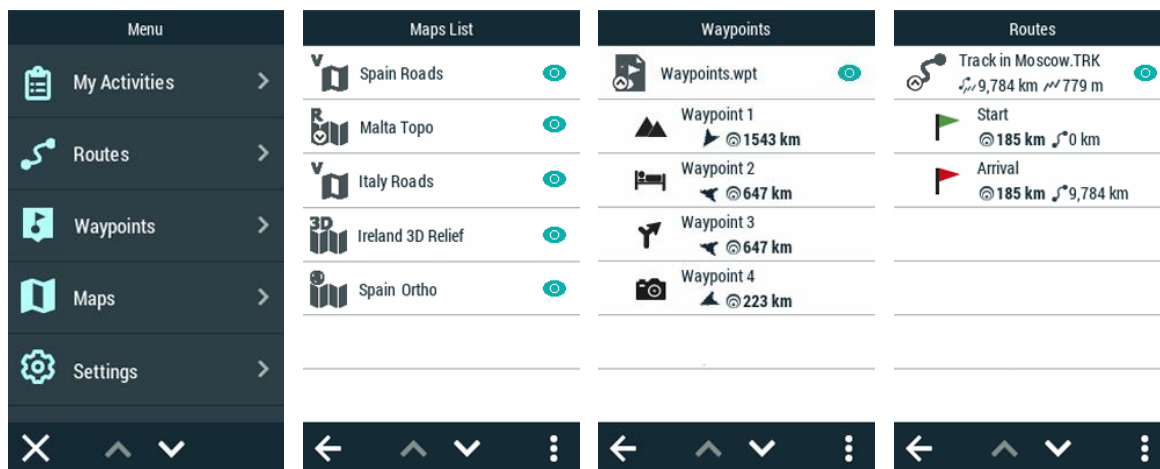 Menu
My Activities
Routes
Waypoints
Maps
Settings
Maps List
V
Spain Roads
R
Malta Topo
V
Italy Roads
3D
Ireland 3D Relief
Spain Ortho
Waypoints
Waypoints.wpt
Waypoint 1
1543 km
Waypoint 2
647 km
Waypoint 3
647 km
Waypoint 4
223 km
Routes
Track in Moscow.TRK
9,784 km 779 m
Start
185 km 0 km
Arrival
185 km 9,784 km